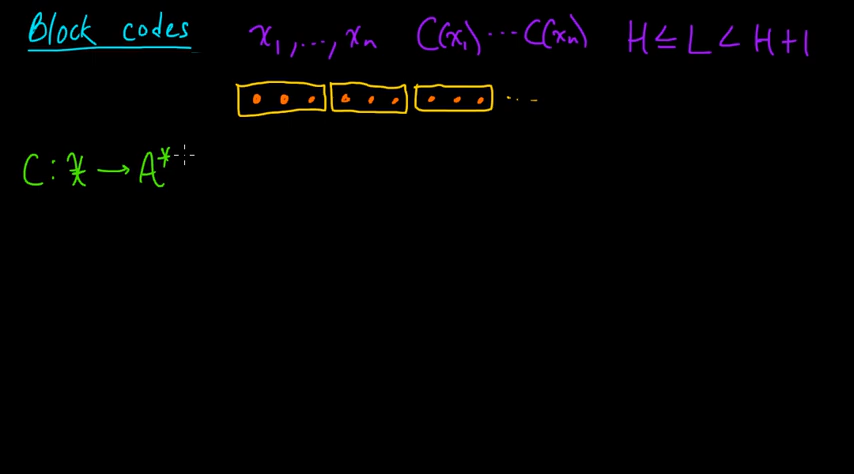 Block codes x₁, ..., xₙ C(x₁) ... C(xₙ) H ≤ L < H + 1
...
C : 𝒳 → A*